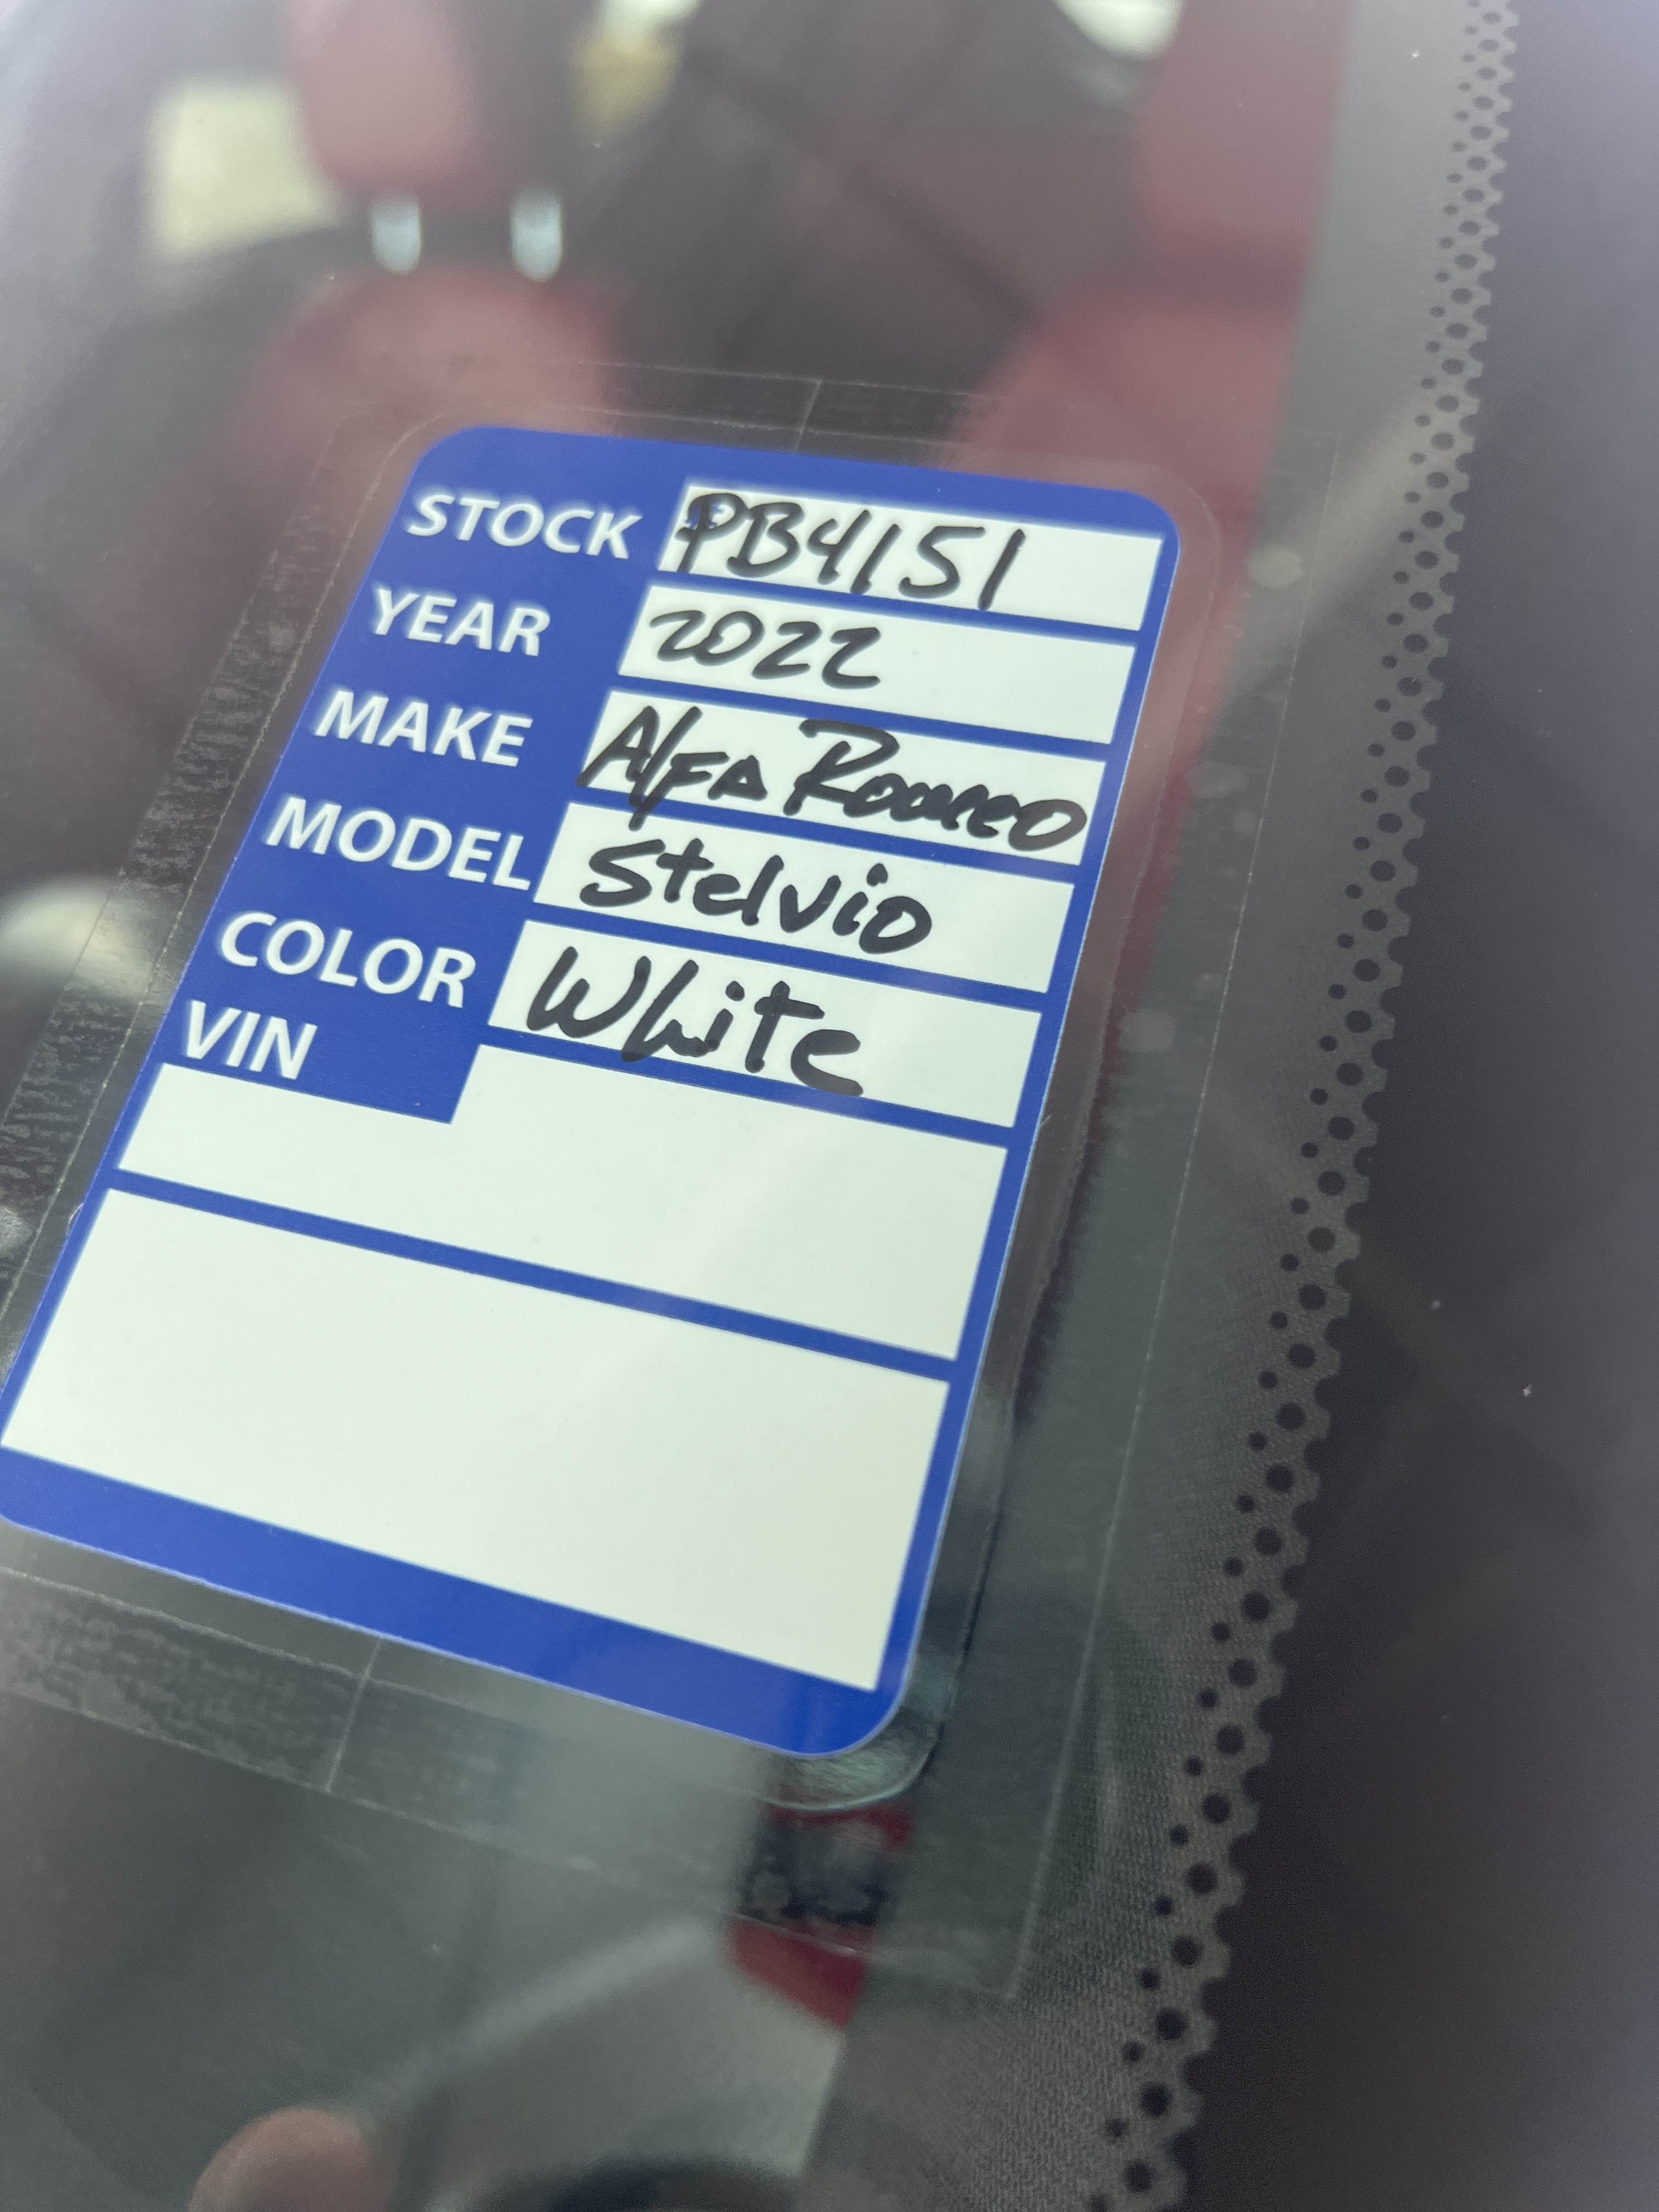 STOCK PB4151
YEAR 2022
MAKE Alfa Romeo
MODEL Stelvio
COLOR White
VIN